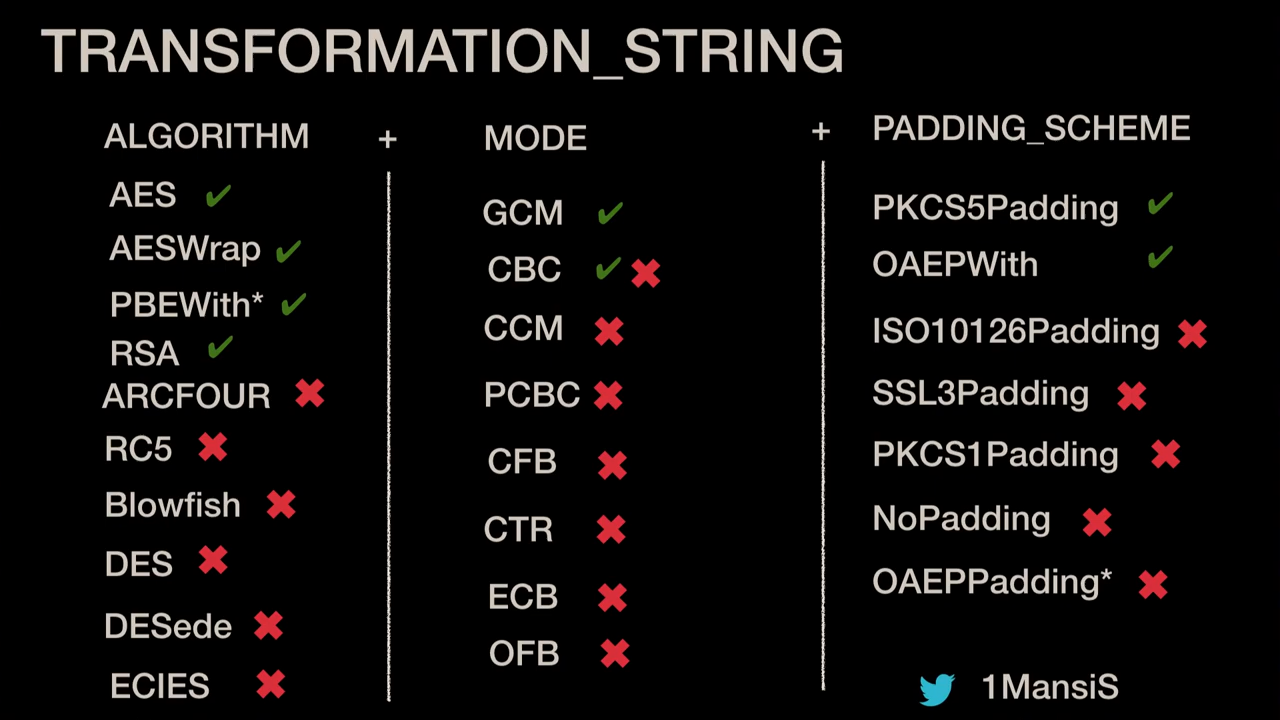 TRANSFORMATION_STRING
ALGORITHM + MODE + PADDING_SCHEME
AES ✔
AESWrap ✔
PBEWith* ✔
RSA ✔
ARCFOUR ✖
RC5 ✖
Blowfish ✖
DES ✖
DESede ✖
ECIES ✖
GCM ✔
CBC ✔ ✖
CCM ✖
PCBC ✖
CFB ✖
CTR ✖
ECB ✖
OFB ✖
PKCS5Padding ✔
OAEPWith ✔
ISO10126Padding ✖
SSL3Padding ✖
PKCS1Padding ✖
NoPadding ✖
OAEPPadding* ✖
1MansiS